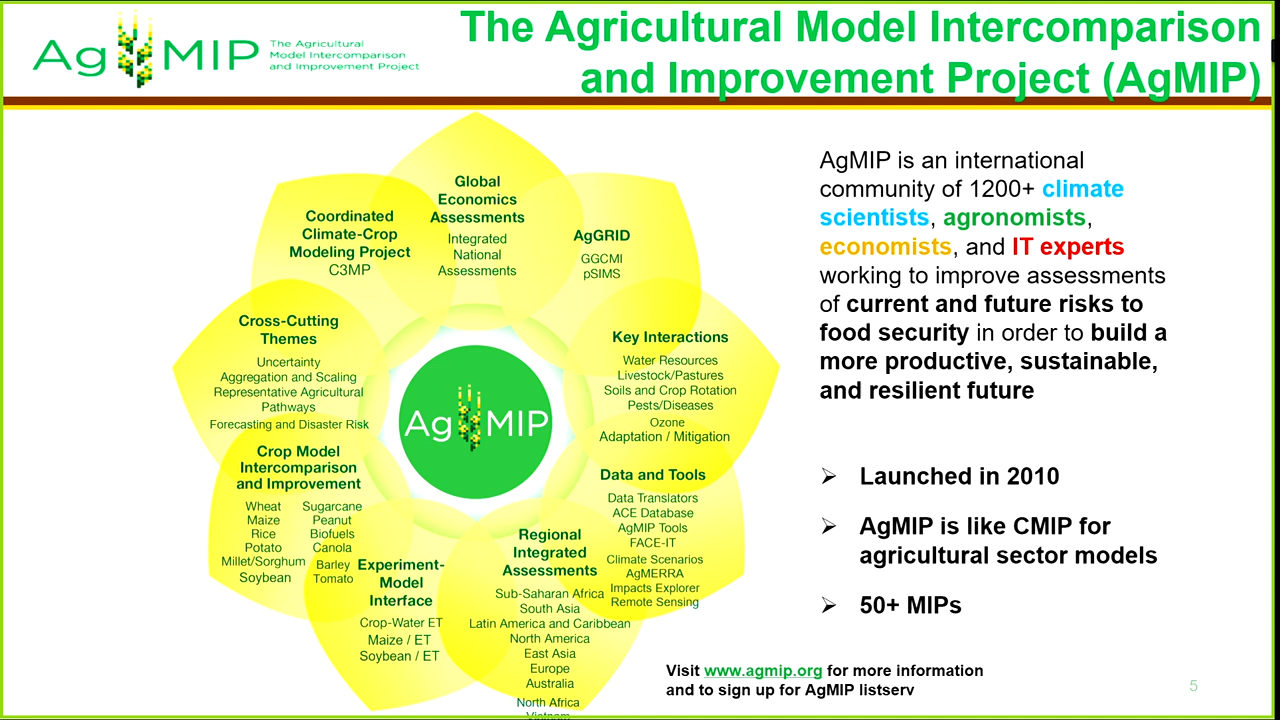 Ag MIP
The Agricultural
Model Intercomparison
and Improvement Project
The Agricultural Model Intercomparison
and Improvement Project (AgMIP)
Global
Economics
Assessments
Integrated
National
Assessments
Coordinated
Climate-Crop
Modeling Project
C3MP
AgGRID
GGCMI
pSIMS
Cross-Cutting
Themes
Uncertainty
Aggregation and Scaling
Representative Agricultural
Pathways
Forecasting and Disaster Risk
Key Interactions
Water Resources
Livestock/Pastures
Soils and Crop Rotation
Pests/Diseases
Ozone
Adaptation / Mitigation
Ag MIP
Crop Model
Intercomparison
and Improvement
Wheat
Maize
Rice
Potato
Millet/Sorghum
Soybean
Sugarcane
Peanut
Biofuels
Canola
Barley
Tomato
Experiment-
Model
Interface
Crop-Water ET
Maize / ET
Soybean / ET
Regional
Integrated
Assessments
Sub-Saharan Africa
South Asia
Latin America and Caribbean
North America
East Asia
Europe
Australia
North Africa
Vietnam
Data and Tools
Data Translators
ACE Database
AgMIP Tools
FACE-IT
Climate Scenarios
AgMERRA
Impacts Explorer
Remote Sensing
AgMIP is an international
community of 1200+ climate
scientists, agronomists,
economists, and IT experts
working to improve assessments
of current and future risks to
food security in order to build a
more productive, sustainable,
and resilient future
➢ Launched in 2010
➢ AgMIP is like CMIP for
agricultural sector models
➢ 50+ MIPs
Visit www.agmip.org for more information
and to sign up for AgMIP listserv
5